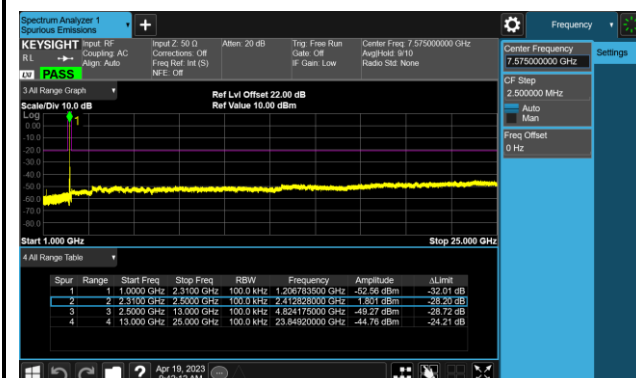 Spectrum Analyzer 1
Spurious Emissions
+
Frequency
KEYSIGHT
RL
LXI
PASS
Input: RF
Coupling: AC
Align: Auto
Input Z: 50 Ω
Corrections: Off
Freq Ref: Int (S)
NFE: Off
Atten: 20 dB
Trig: Free Run
Gate: Off
IF Gain: Low
Center Freq: 7.575000000 GHz
Avg|Hold: 9/10
Radio Std: None
Center Frequency
7.575000000 GHz
Settings
CF Step
2.500000 MHz
Auto
Man
Freq Offset
0 Hz
3 All Range Graph
Scale/Div 10.0 dB
Ref Lvl Offset 22.00 dB
Ref Value 10.00 dBm
Log
0.00
-10.0
-20.0
-30.0
-40.0
-50.0
-60.0
-70.0
-80.0
1
Start 1.000 GHz
Stop 25.000 GHz
4 All Range Table
Spur Range Start Freq Stop Freq RBW Frequency Amplitude ΔLimit
1 1 1.0000 GHz 2.3100 GHz 100.0 kHz 1.206783500 GHz -52.56 dBm -32.01 dB
2 2 2.3100 GHz 2.5000 GHz 100.0 kHz 2.412828000 GHz 1.801 dBm -28.20 dB
3 3 2.5000 GHz 13.000 GHz 100.0 kHz 4.824175000 GHz -49.27 dBm -28.72 dB
4 4 13.000 GHz 25.000 GHz 100.0 kHz 23.84920000 GHz -44.76 dBm -24.21 dB
?
Apr 19, 2023